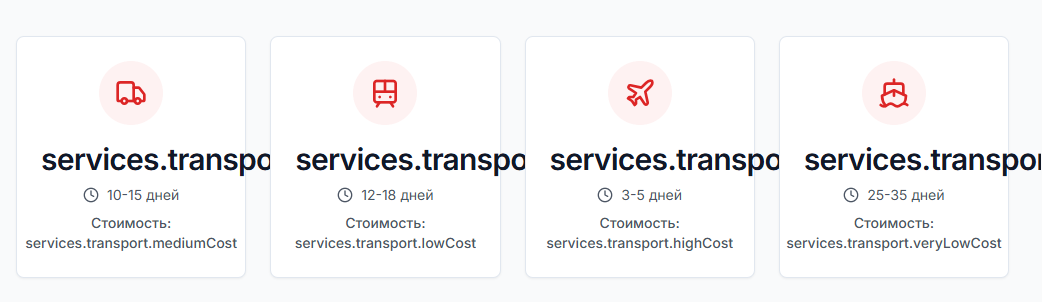 services.transpo
10-15 дней
Стоимость:
services.transport.mediumCost
services.transpo
12-18 дней
Стоимость:
services.transport.lowCost
services.transpo
3-5 дней
Стоимость:
services.transport.highCost
services.transpor
25-35 дней
Стоимость:
services.transport.veryLowCost